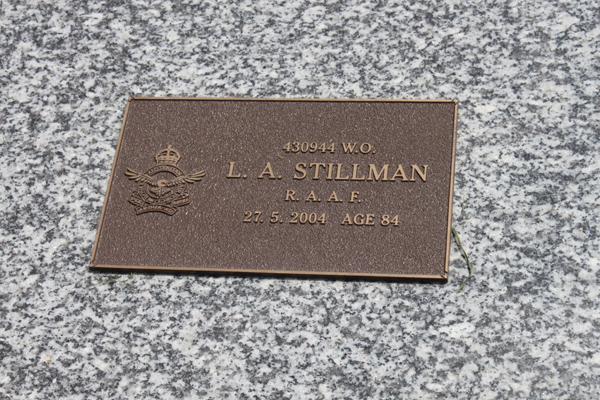 430944 W.O.
L. A. STILLMAN
R. A. A. F.
27. 5. 2004 AGE 84